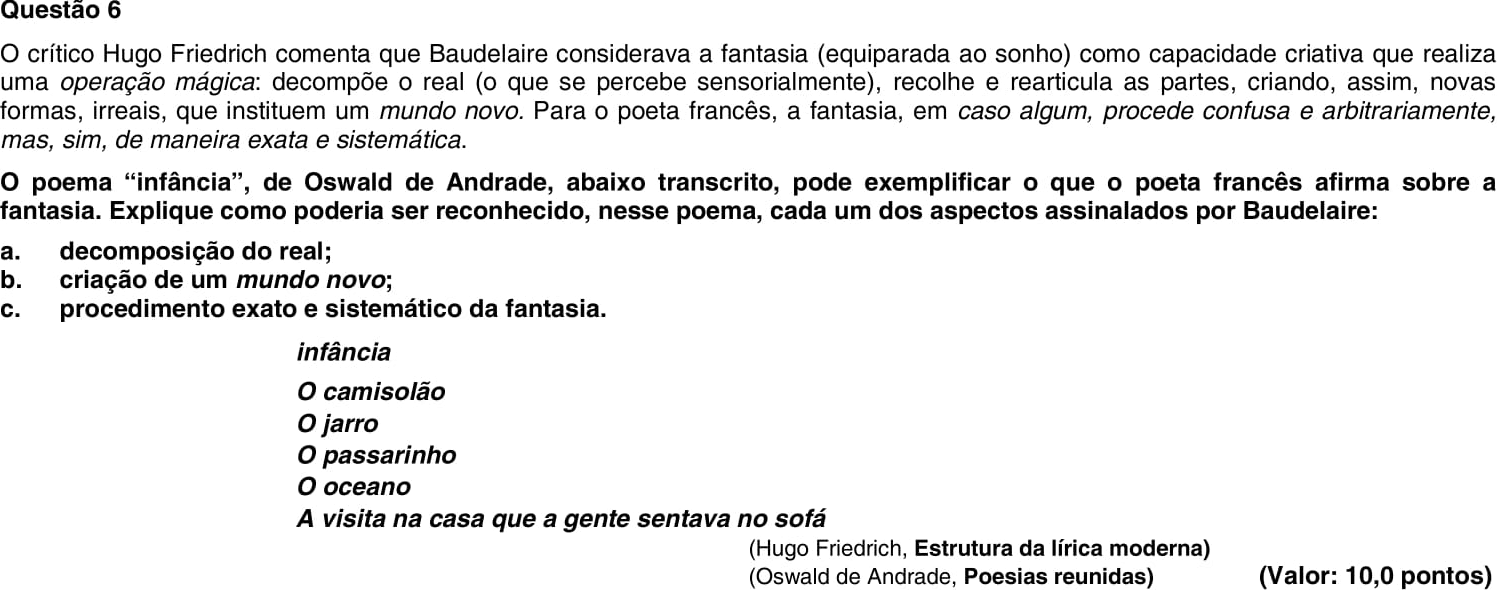 Questão 6
O crítico Hugo Friedrich comenta que Baudelaire considerava a fantasia (equiparada ao sonho) como capacidade criativa que realiza
uma operação mágica: decompõe o real (o que se percebe sensorialmente), recolhe e rearticula as partes, criando, assim, novas
formas, irreais, que instituem um mundo novo. Para o poeta francês, a fantasia, em caso algum, procede confusa e arbitrariamente,
mas, sim, de maneira exata e sistemática.
O poema “infância”, de Oswald de Andrade, abaixo transcrito, pode exemplificar o que o poeta francês afirma sobre a
fantasia. Explique como poderia ser reconhecido, nesse poema, cada um dos aspectos assinalados por Baudelaire:
a. decomposição do real;
b. criação de um mundo novo;
c. procedimento exato e sistemático da fantasia.
infância
O camisolão
O jarro
O passarinho
O oceano
A visita na casa que a gente sentava no sofá
(Hugo Friedrich, Estrutura da lírica moderna)
(Oswald de Andrade, Poesias reunidas) (Valor: 10,0 pontos)